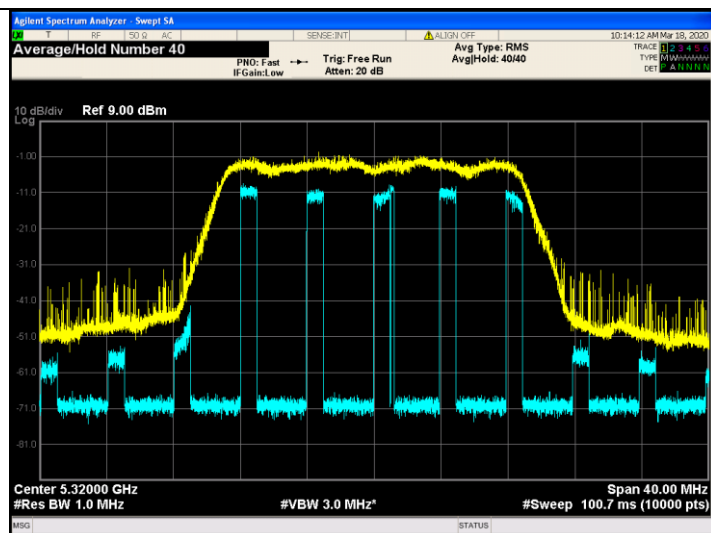 Agilent Spectrum Analyzer - Swept SA
T RF 50 Ω AC SENSE:INT ALIGN OFF 10:14:12 AM Mar 18, 2020
Average/Hold Number 40
PNO: Fast Trig: Free Run Avg Type: RMS TRACE 1 2 3 4 5 6
IFGain:Low Atten: 20 dB Avg|Hold: 40/40 TYPE MWWWWW
DET P A N N N N
10 dB/div Ref 9.00 dBm
Log
-1.00
-11.0
-21.0
-31.0
-41.0
-51.0
-61.0
-71.0
-81.0
Center 5.32000 GHz Span 40.00 MHz
#Res BW 1.0 MHz #VBW 3.0 MHz* #Sweep 100.7 ms (10000 pts)
MSG STATUS